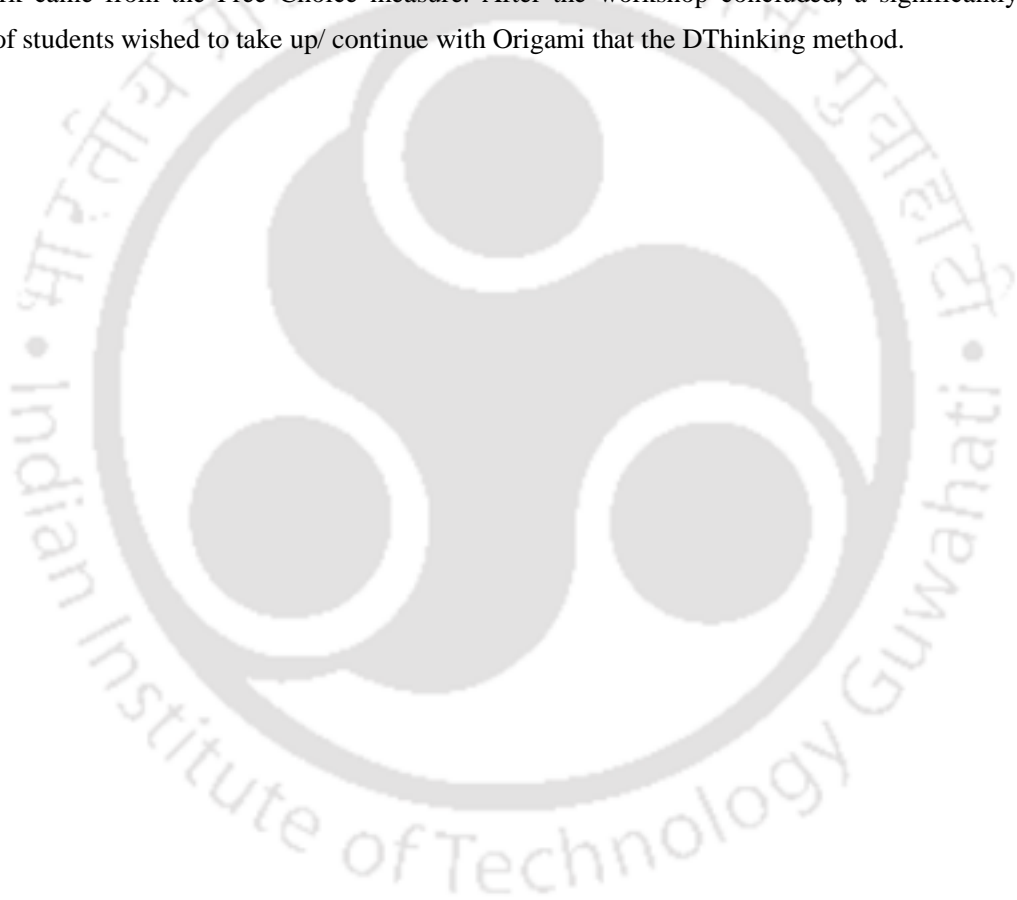 came from the Free Choice measure. After the workshop concluded, a significantly
of students wished to take up/ continue with Origami that the DThinking method.
भारतीय
गुवाहाटी
• Indian Institute of Technology Guwahati •